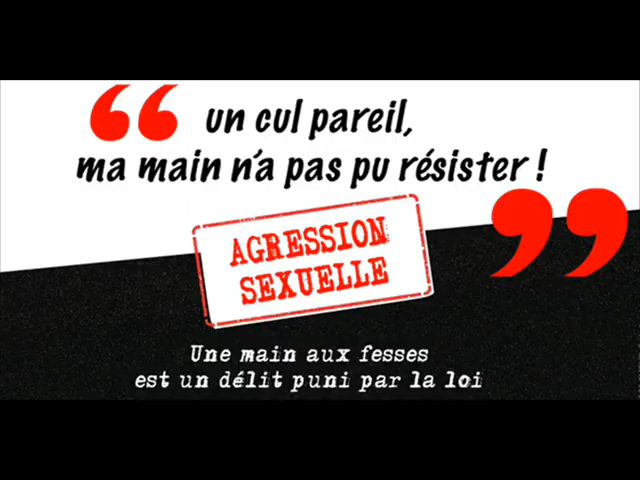 “ un cul pareil,
ma main n'a pas pu résister ! ”
AGRESSION
SEXUELLE
Une main aux fesses
est un délit puni par la loi